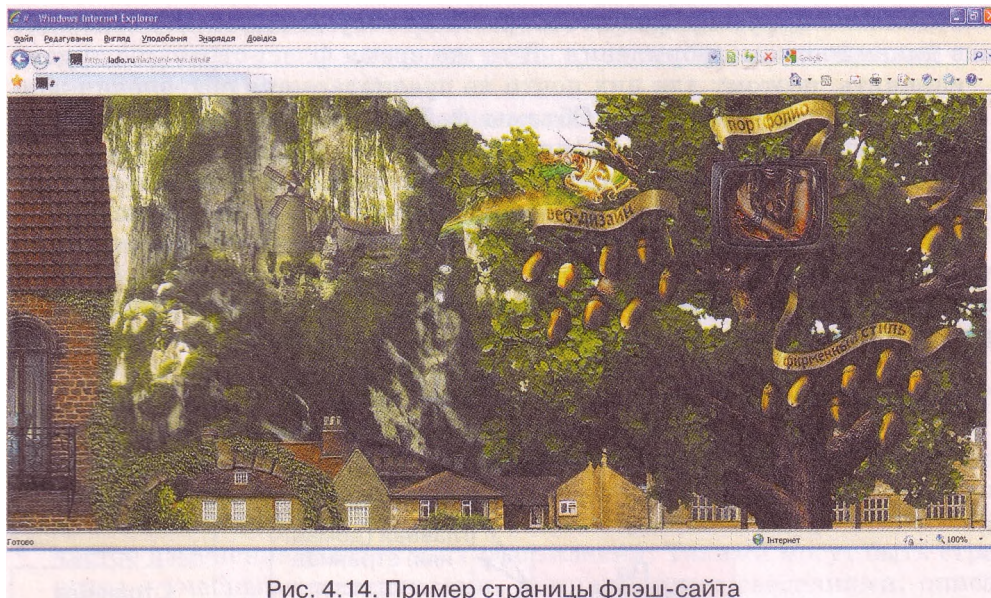 # Windows Internet Explorer
Файл Редагування Вигляд Уподобання Знаряддя Довідка
Google
#
портфолио
веб-дизайн
фирменный стиль
Готово
Інтернет
100%
Рис. 4.14. Пример страницы флэш-сайта